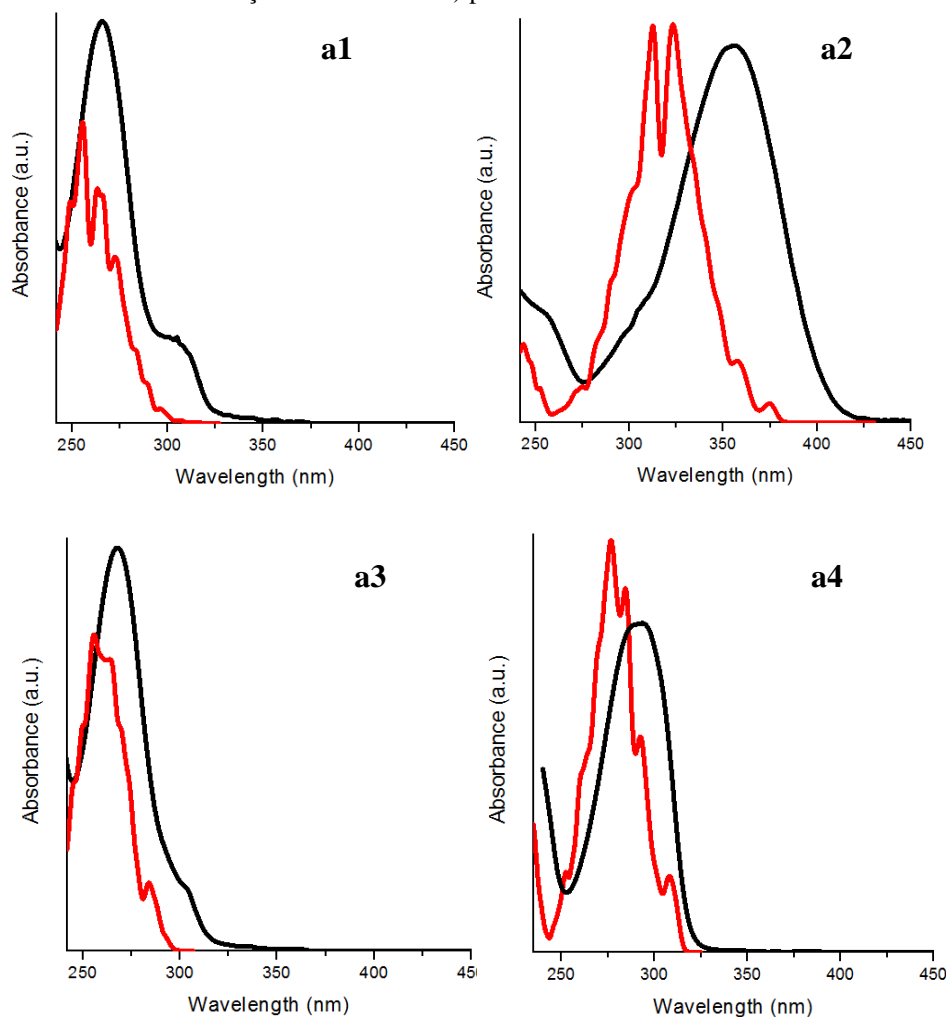 a1 a2
Absorbance (a.u.) Absorbance (a.u.)
250 300 350 400 450 250 300 350 400 450
Wavelength (nm) Wavelength (nm)
a3 a4
Absorbance (a.u.) Absorbance (a.u.)
250 300 350 400 450 250 300 350 400 450
Wavelength (nm) Wavelength (nm)